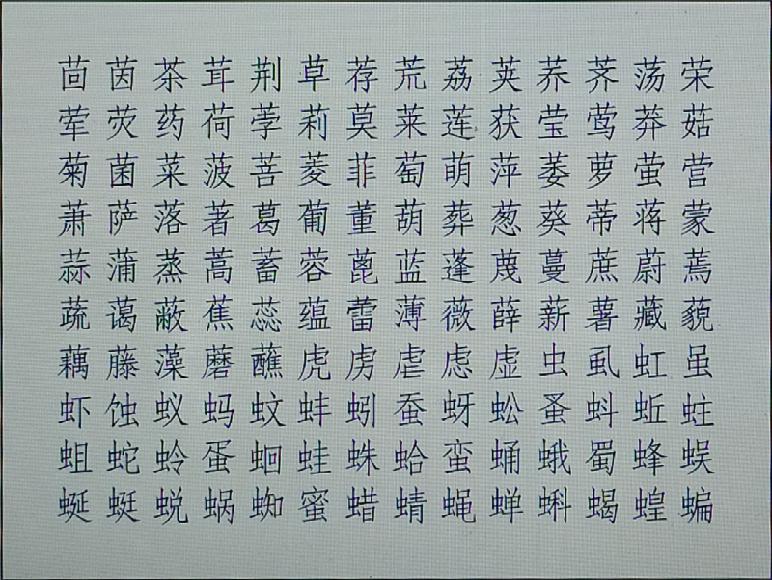 茴茵茶茸荆草荐荒荔荚荞荠荡荣
荤荧药荷荸莉莫莱莲获莹莺莽菇
菊菌菜菠菩菱菲萄萌萍萎萝萤营
萧萨落著葛葡董葫葬葱葵蒂蒋蒙
蒜蒲蒸蒿蓄蓉蓖蓝蓬蔑蔓蔗蔚蔫
蔬蔼蔽蕉蕊蕴蕾薄薇薛薪薯藏藐
藕藤藻蘑蘸虎虏虐虑虚虫虱虹虽
虾蚀蚁蚂蚊蚌蚓蚕蚜蚣蚤蚪蚯蛀
蛆蛇蛉蛋蛔蛙蛛蛤蛮蛹蛾蜀蜂蜈
蜒蜓蜕蜗蜘蜜蜡蜻蝇蝉蝌蝎蝗蝙